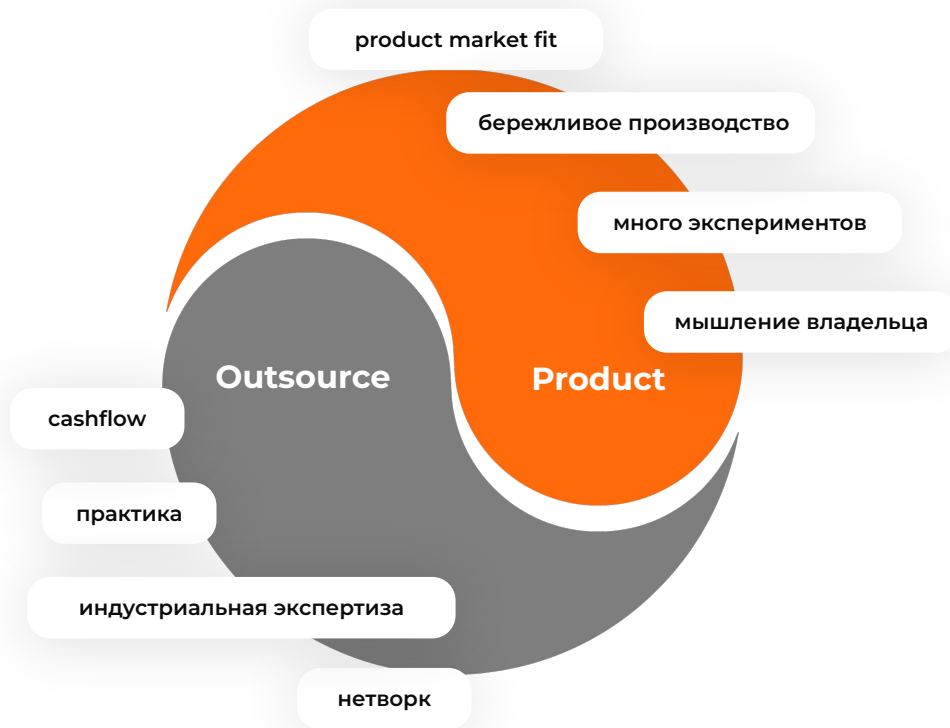 product market fit
бережливое производство
много экспериментов
мышление владельца
Outsource
Product
cashflow
практика
индустриальная экспертиза
нетворк